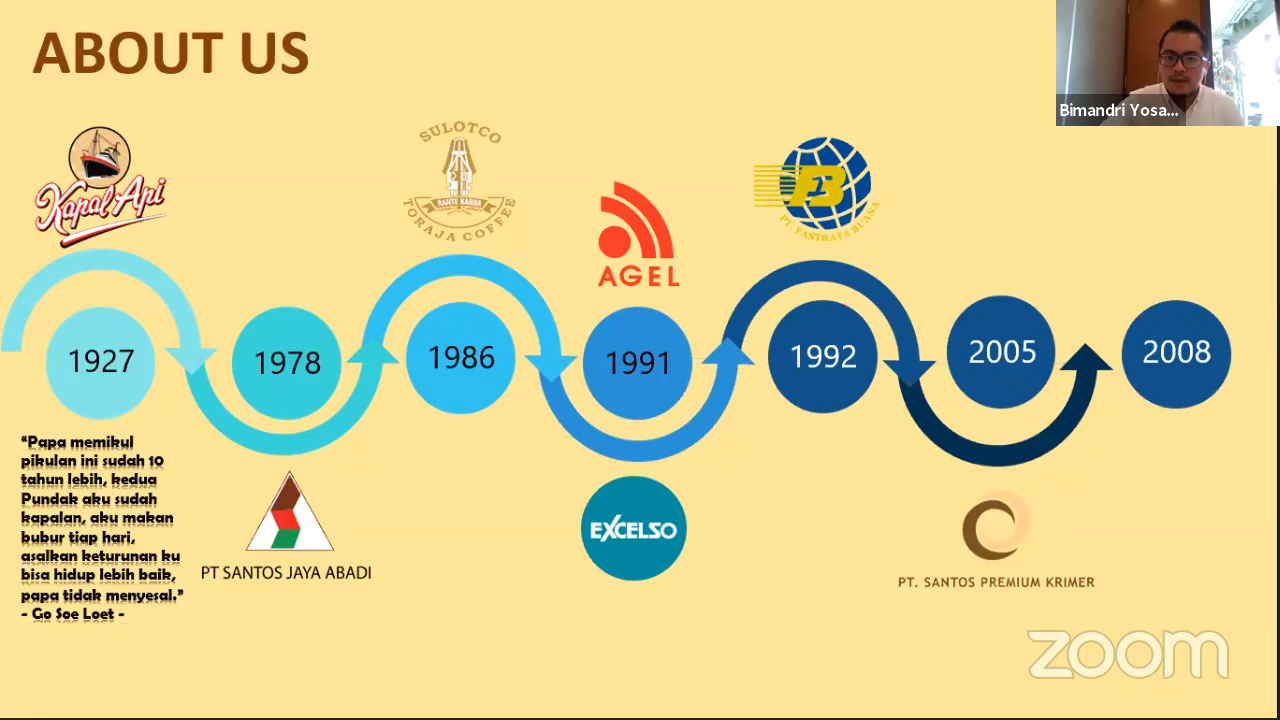 ABOUT US
Bimandri Yosa...
Kapal Api
SULOTCO
RANTE KARUA
TORAJA COFFEE
AGEL
FB
PT. FASTRATA BUANA
1927
1978
1986
1991
1992
2005
2008
“Papa memikul
pikulan ini sudah 10
tahun lebih, kedua
Pundak aku sudah
kapalan, aku makan
bubur tiap hari,
asalkan keturunan ku
bisa hidup lebih baik,
papa tidak menyesal.”
- Go Soe Loet -
PT SANTOS JAYA ABADI
EXCELSO
PT. SANTOS PREMIUM KRIMER
zoom